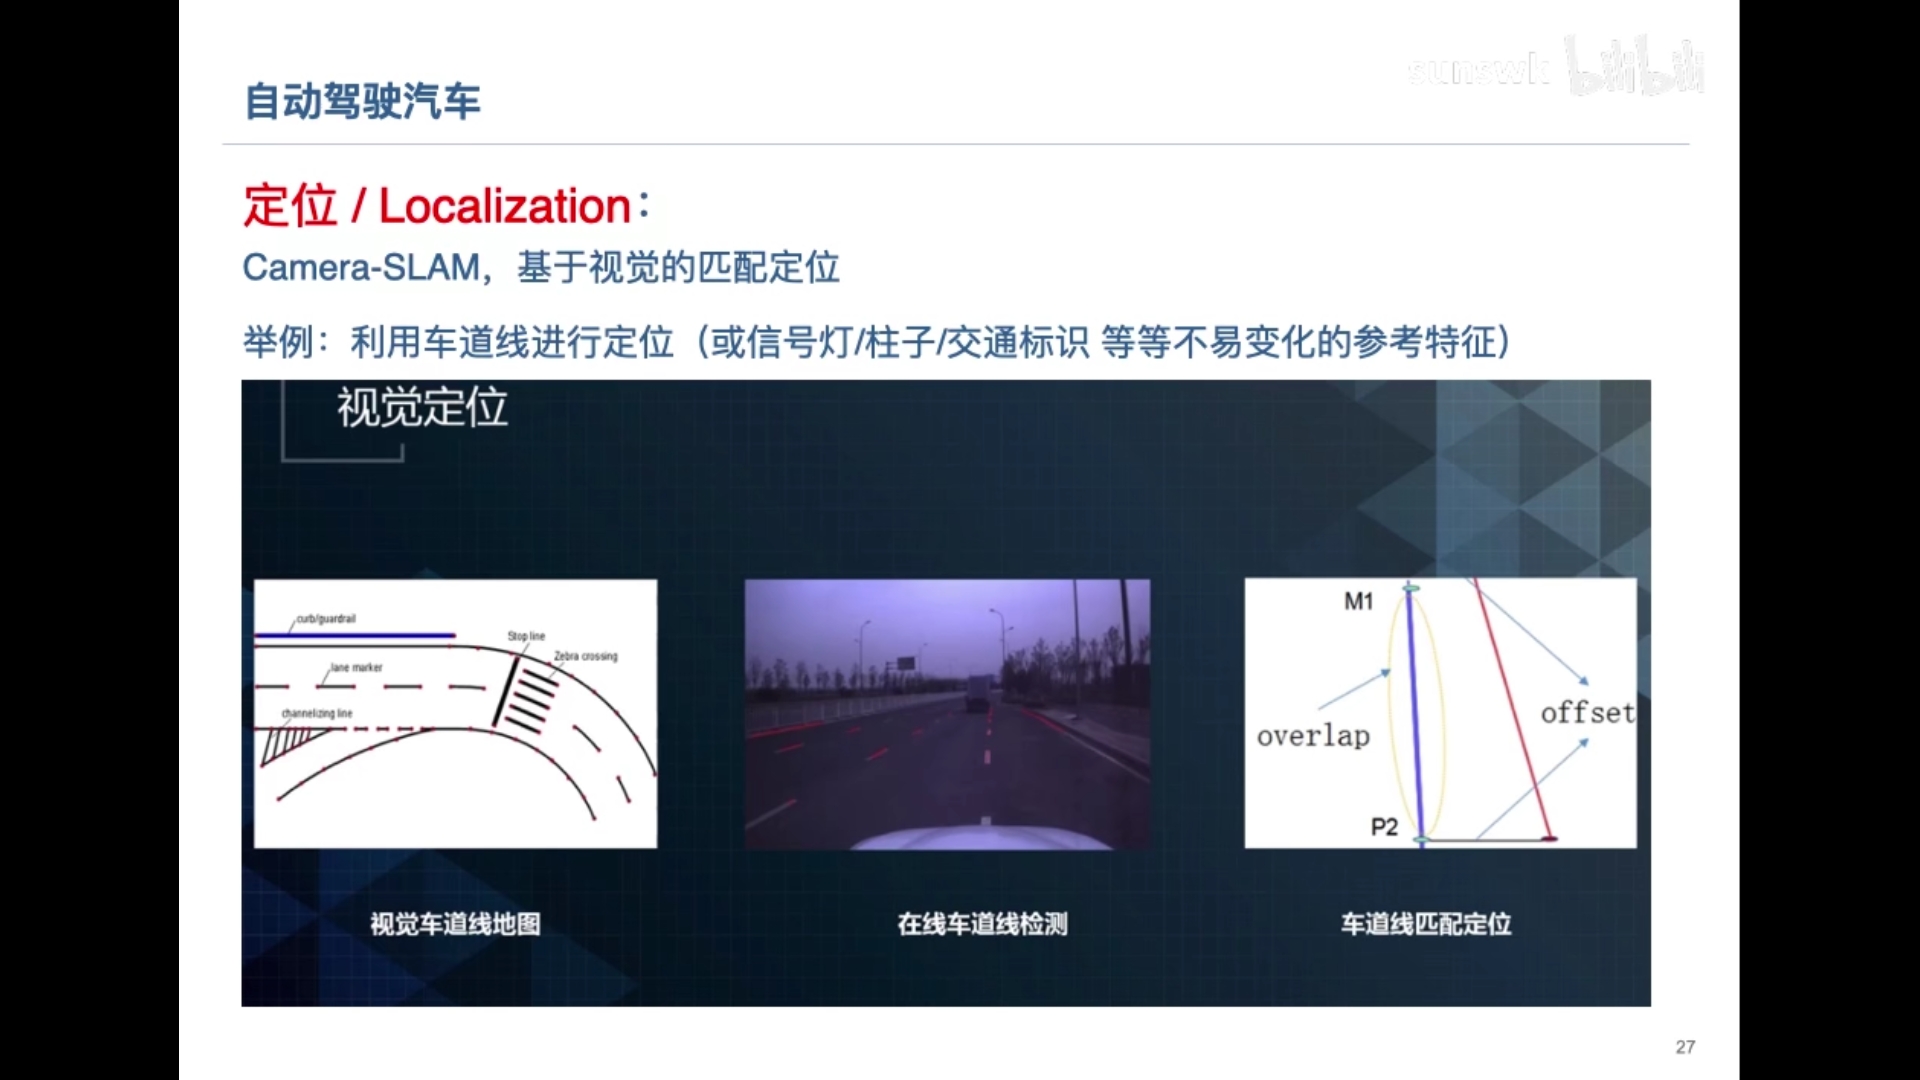 sunswk bilibili
自动驾驶汽车
定位 / Localization：
Camera-SLAM，基于视觉的匹配定位
举例：利用车道线进行定位（或信号灯/柱子/交通标识 等等不易变化的参考特征）
视觉定位
curb/guardrail
Stop line
Zebra crossing
lane marker
channelizing line
M1
offset
overlap
P2
视觉车道线地图
在线车道线检测
车道线匹配定位
27